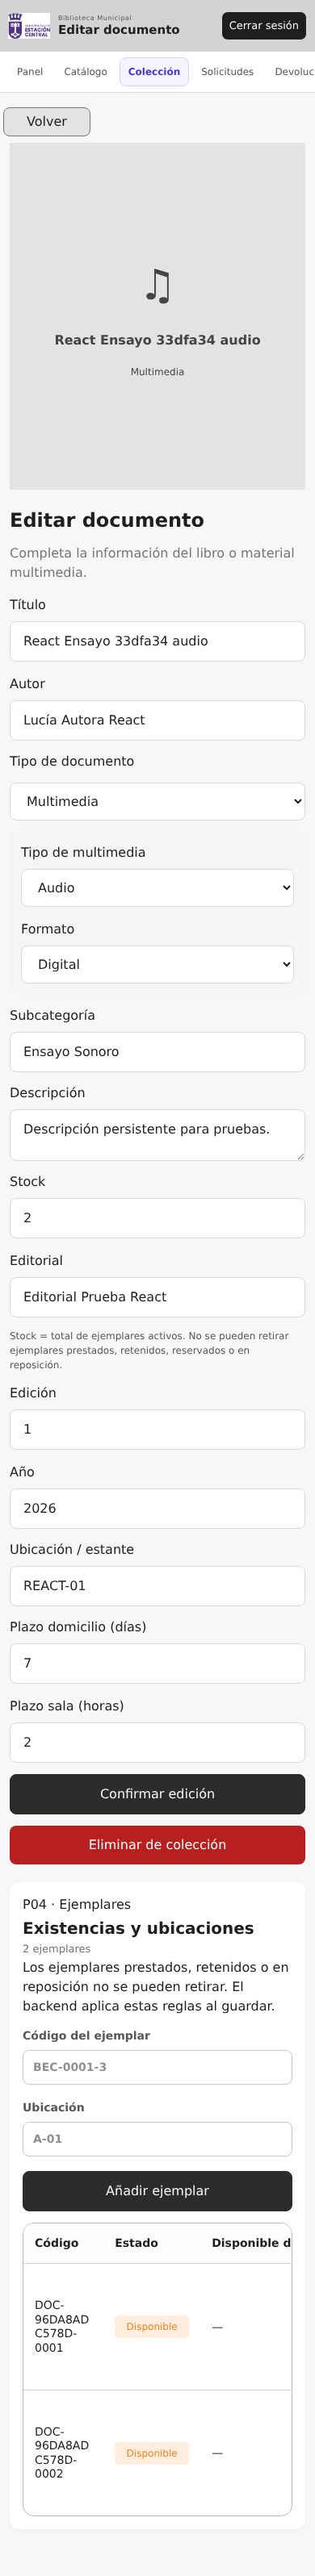 MUNICIPALIDAD
ESTACIÓN
CENTRAL
Biblioteca Municipal
Editar documento
Cerrar sesión
Panel
Catálogo
Colección
Solicitudes
Devoluc
Volver
React Ensayo 33dfa34 audio
Multimedia
Editar documento
Completa la información del libro o material
multimedia.
Título
React Ensayo 33dfa34 audio
Autor
Lucía Autora React
Tipo de documento
Multimedia
Tipo de multimedia
Audio
Formato
Digital
Subcategoría
Ensayo Sonoro
Descripción
Descripción persistente para pruebas.
Stock
2
Editorial
Editorial Prueba React
Stock = total de ejemplares activos. No se pueden retirar
ejemplares prestados, retenidos, reservados o en
reposición.
Edición
1
Año
2026
Ubicación / estante
REACT-01
Plazo domicilio (días)
7
Plazo sala (horas)
2
Confirmar edición
Eliminar de colección
P04 · Ejemplares
Existencias y ubicaciones
2 ejemplares
Los ejemplares prestados, retenidos o en
reposición no se pueden retirar. El
backend aplica estas reglas al guardar.
Código del ejemplar
BEC-0001-3
Ubicación
A-01
Añadir ejemplar
Código Estado Disponible d
DOC-
96DA8AD
C578D-
0001
Disponible
—
DOC-
96DA8AD
C578D-
0002
Disponible
—